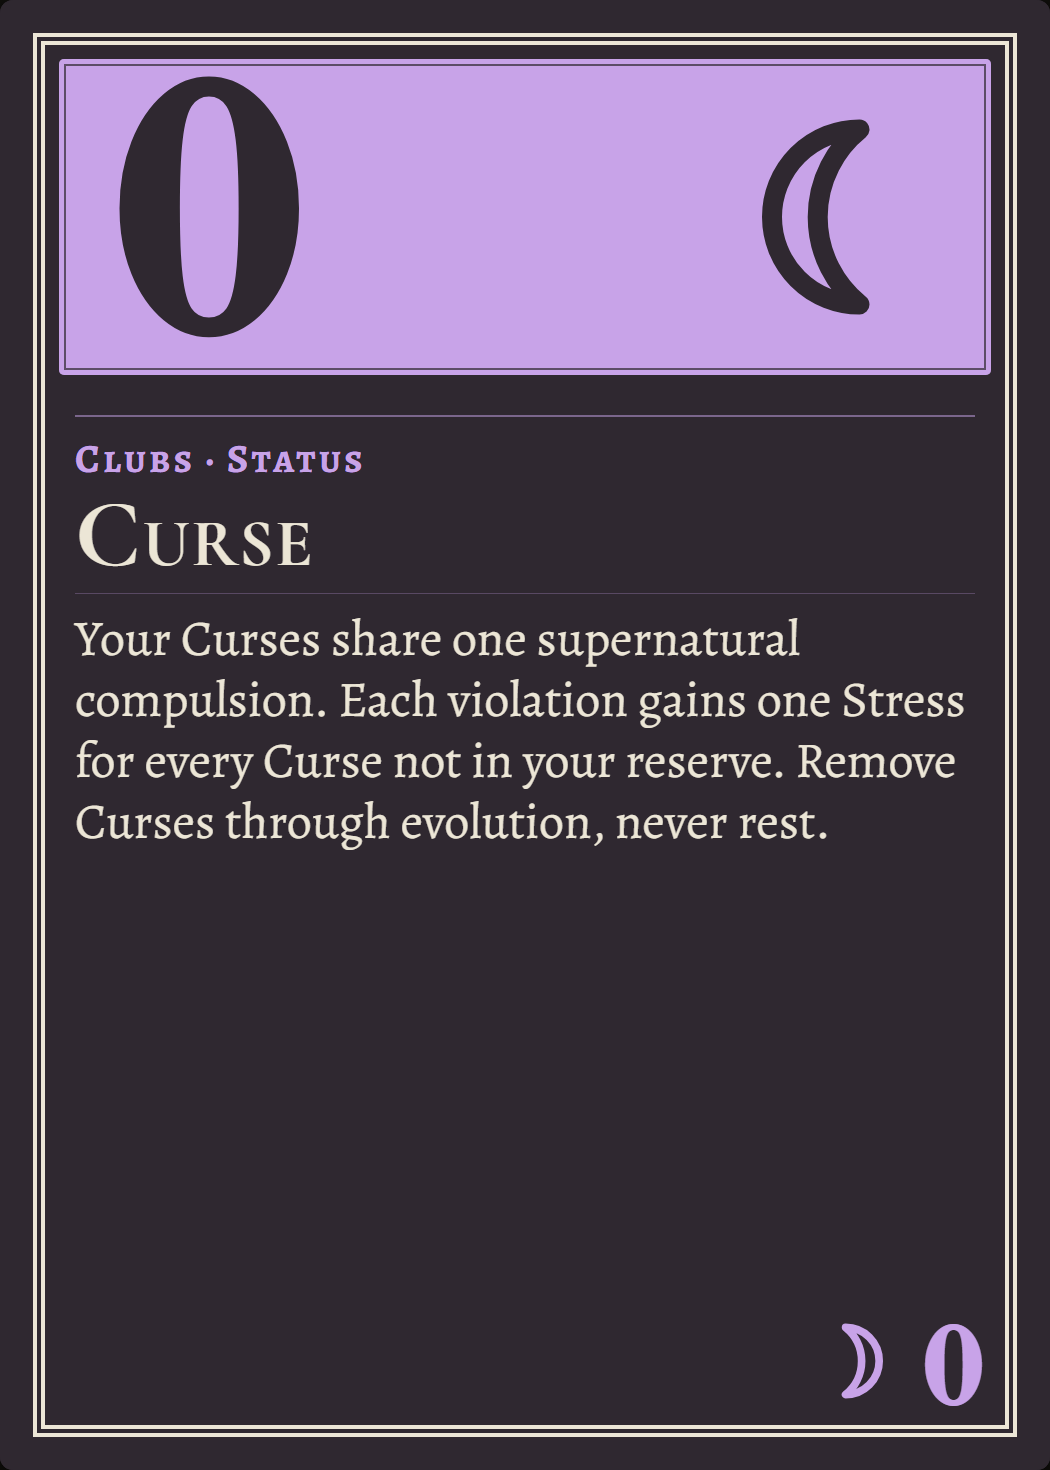 0
Clubs · Status
Curse
Your Curses share one supernatural
compulsion. Each violation gains one Stress
for every Curse not in your reserve. Remove
Curses through evolution, never rest.
0